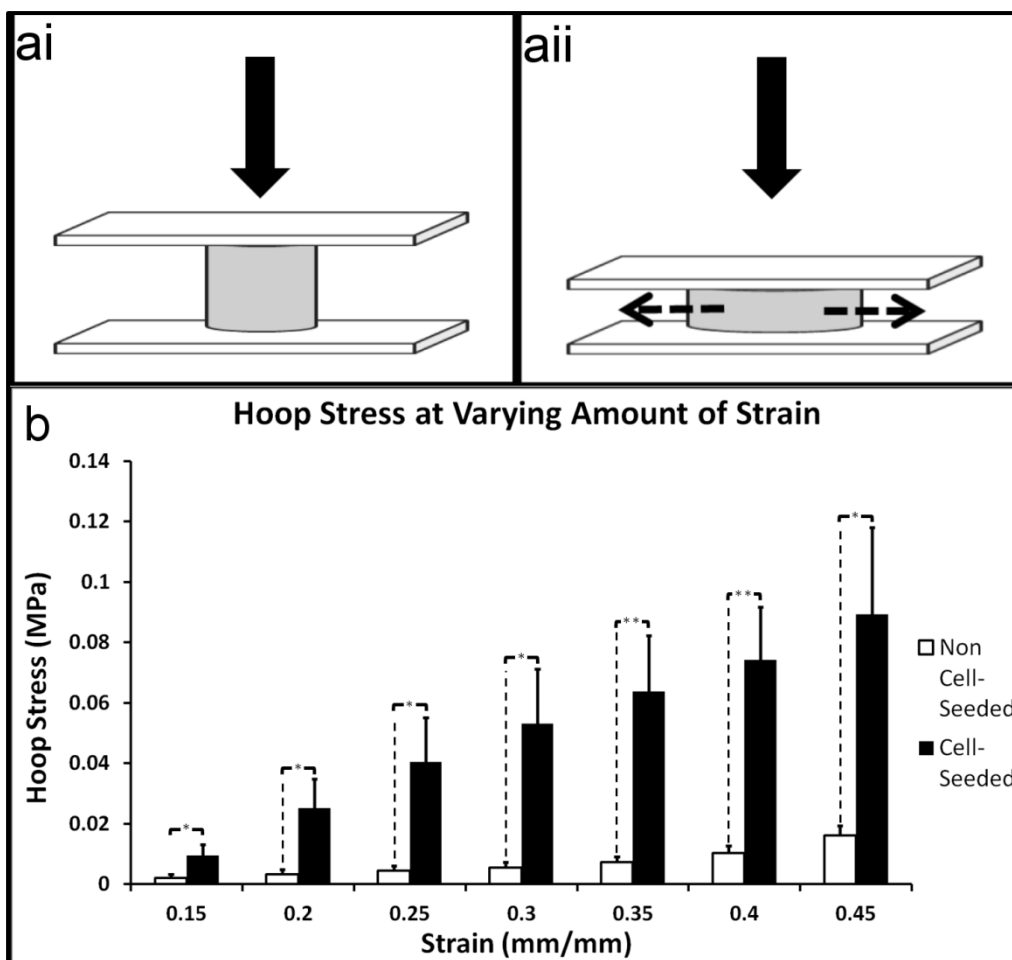 ai
aii
b
Hoop Stress at Varying Amount of Strain
Hoop Stress (MPa)
0.14
0.12
0.1
0.08
0.06
0.04
0.02
0
*
*
*
*
**
**
*
0.15 0.2 0.25 0.3 0.35 0.4 0.45
Strain (mm/mm)
Non
Cell-
Seeded
Cell-
Seeded